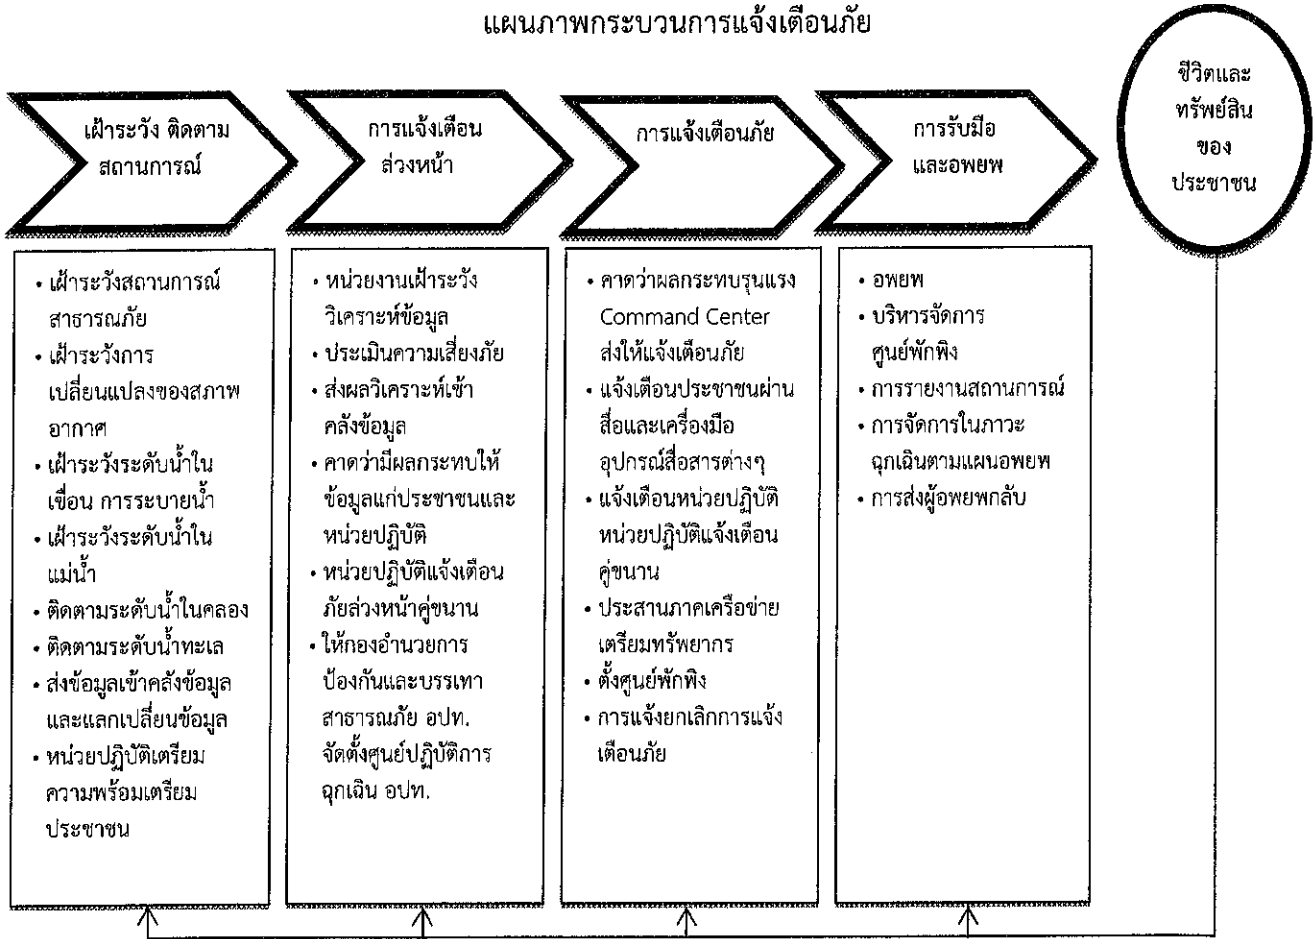 แผนภาพกระบวนการแจ้งเตือนภัย
เฝ้าระวัง ติดตาม
สถานการณ์
การแจ้งเตือน
ล่วงหน้า
การแจ้งเตือนภัย
การรับมือ
และอพยพ
ชีวิตและ
ทรัพย์สิน
ของ
ประชาชน
• เฝ้าระวังสถานการณ์
สาธารณภัย
• เฝ้าระวังการ
เปลี่ยนแปลงของสภาพ
อากาศ
• เฝ้าระวังระดับน้ำใน
เขื่อน การระบายน้ำ
• เฝ้าระวังระดับน้ำใน
แม่น้ำ
• ติดตามระดับน้ำในคลอง
• ติดตามระดับน้ำทะเล
• ส่งข้อมูลเข้าคลังข้อมูล
และแลกเปลี่ยนข้อมูล
• หน่วยปฏิบัติเตรียม
ความพร้อมเตรียม
ประชาชน
• หน่วยงานเฝ้าระวัง
วิเคราะห์ข้อมูล
• ประเมินความเสี่ยงภัย
• ส่งผลวิเคราะห์เข้า
คลังข้อมูล
• คาดว่ามีผลกระทบให้
ข้อมูลแก่ประชาชนและ
หน่วยปฏิบัติ
• หน่วยปฏิบัติแจ้งเตือน
ภัยล่วงหน้าคู่ขนาน
• ให้กองอำนวยการ
ป้องกันและบรรเทา
สาธารณภัย อปท.
จัดตั้งศูนย์ปฏิบัติการ
ฉุกเฉิน อปท.
• คาดว่าผลกระทบรุนแรง
Command Center
ส่งให้แจ้งเตือนภัย
• แจ้งเตือนประชาชนผ่าน
สื่อและเครื่องมือ
อุปกรณ์สื่อสารต่างๆ
• แจ้งเตือนหน่วยปฏิบัติ
หน่วยปฏิบัติแจ้งเตือน
คู่ขนาน
• ประสานภาคเครือข่าย
เตรียมทรัพยากร
• ตั้งศูนย์พักพิง
• การแจ้งยกเลิกการแจ้ง
เตือนภัย
• อพยพ
• บริหารจัดการ
ศูนย์พักพิง
• การรายงานสถานการณ์
• การจัดการในภาวะ
ฉุกเฉินตามแผนอพยพ
• การส่งผู้อพยพกลับ